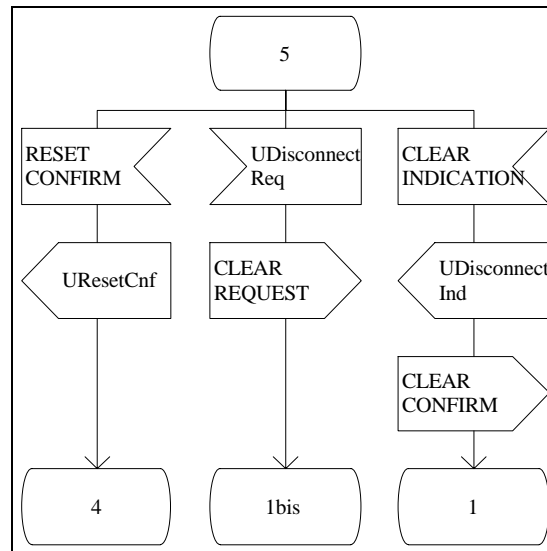 5
RESET
CONFIRM
UDisconnect
Req
CLEAR
INDICATION
UResetCnf
CLEAR
REQUEST
UDisconnect
Ind
CLEAR
CONFIRM
4
1bis
1